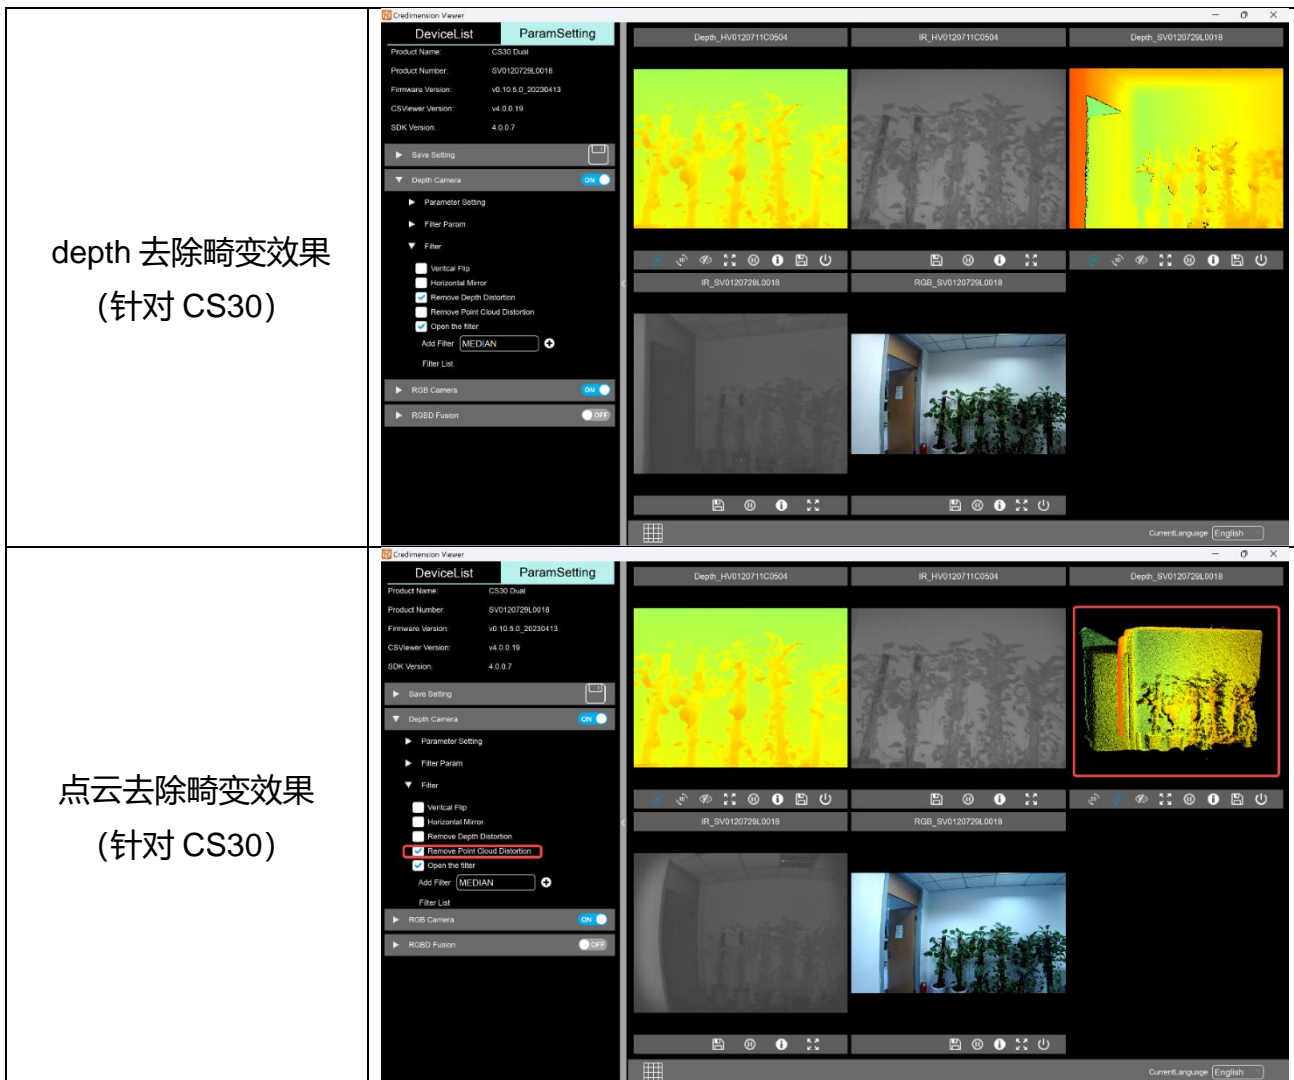 depth 去除畸变效果
（针对 CS30）
Credimension Viewer
DeviceList ParamSetting
Product Name: CS30 Dual
Product Number: SV0120729L0018
Firmware Version: v0.10.5.0_20230413
CSViewer Version: v4.0.0.19
SDK Version: 4.0.0.7
Save Setting
Depth Camera ON
Parameter Setting
Filter Param
Filter
Veritcal Flip
Horizontal Mirror
Remove Depth Distortion
Remove Point Cloud Distortion
Open the filter
Add Filter MEDIAN
Filter List
RGB Camera ON
RGBD Fusion OFF
Depth_HV0120711C0504 IR_HV0120711C0504 Depth_SV0120729L0018
IR_SV0120729L0018 RGB_SV0120729L0018
CurrentLanguage English
点云去除畸变效果
（针对 CS30）
Credimension Viewer
DeviceList ParamSetting
Product Name: CS30 Dual
Product Number: SV0120729L0018
Firmware Version: v0.10.5.0_20230413
CSViewer Version: v4.0.0.19
SDK Version: 4.0.0.7
Save Setting
Depth Camera ON
Parameter Setting
Filter Param
Filter
Veritcal Flip
Horizontal Mirror
Remove Depth Distortion
Remove Point Cloud Distortion
Open the filter
Add Filter MEDIAN
Filter List
RGB Camera ON
RGBD Fusion OFF
Depth_HV0120711C0504 IR_HV0120711C0504 Depth_SV0120729L0018
IR_SV0120729L0018 RGB_SV0120729L0018
CurrentLanguage English